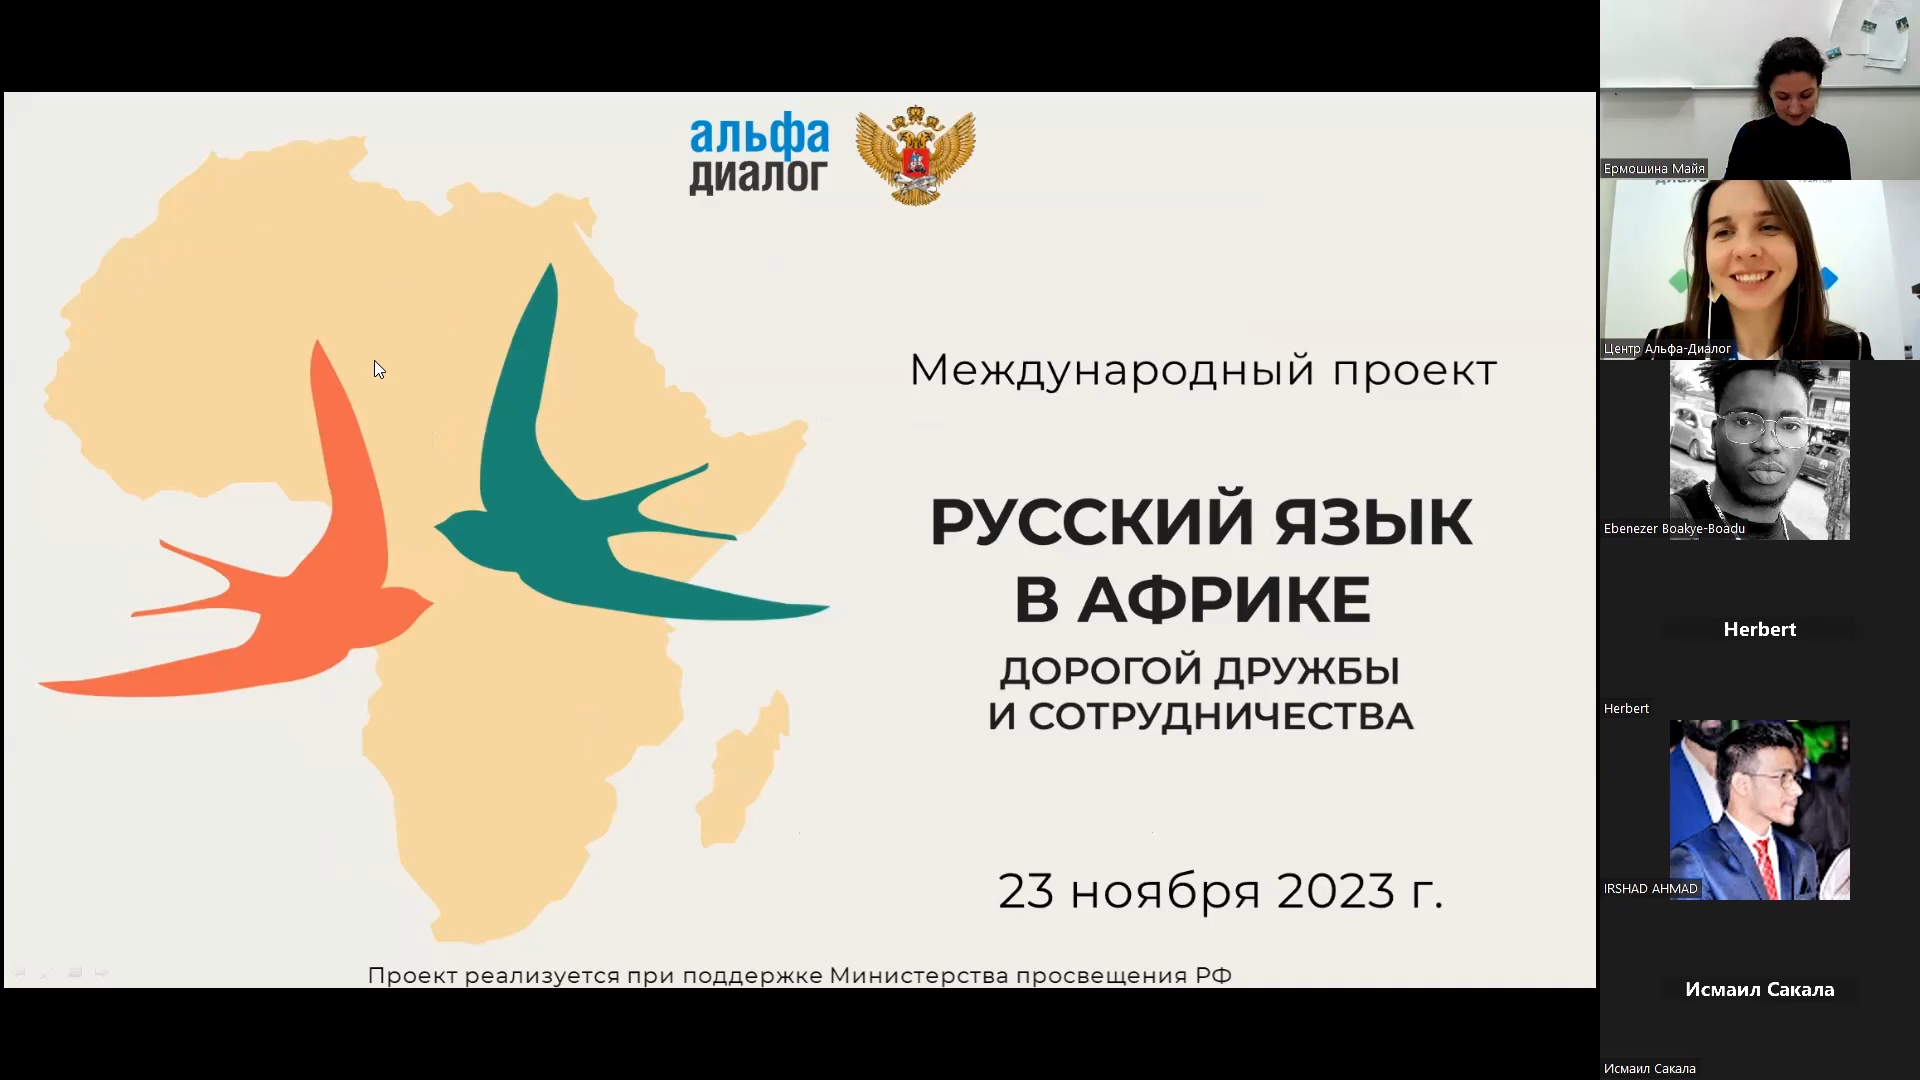 альфа
диалог
Международный проект
РУССКИЙ ЯЗЫК
В АФРИКЕ
ДОРОГОЙ ДРУЖБЫ
И СОТРУДНИЧЕСТВА
23 ноября 2023 г.
Проект реализуется при поддержке Министерства просвещения РФ
Ермошина Майя
Центр Альфа-Диалог
Ebenezer Boakye-Boadu
Herbert
Herbert
IRSHAD AHMAD
Исмаил Сакала
Исмаил Сакала